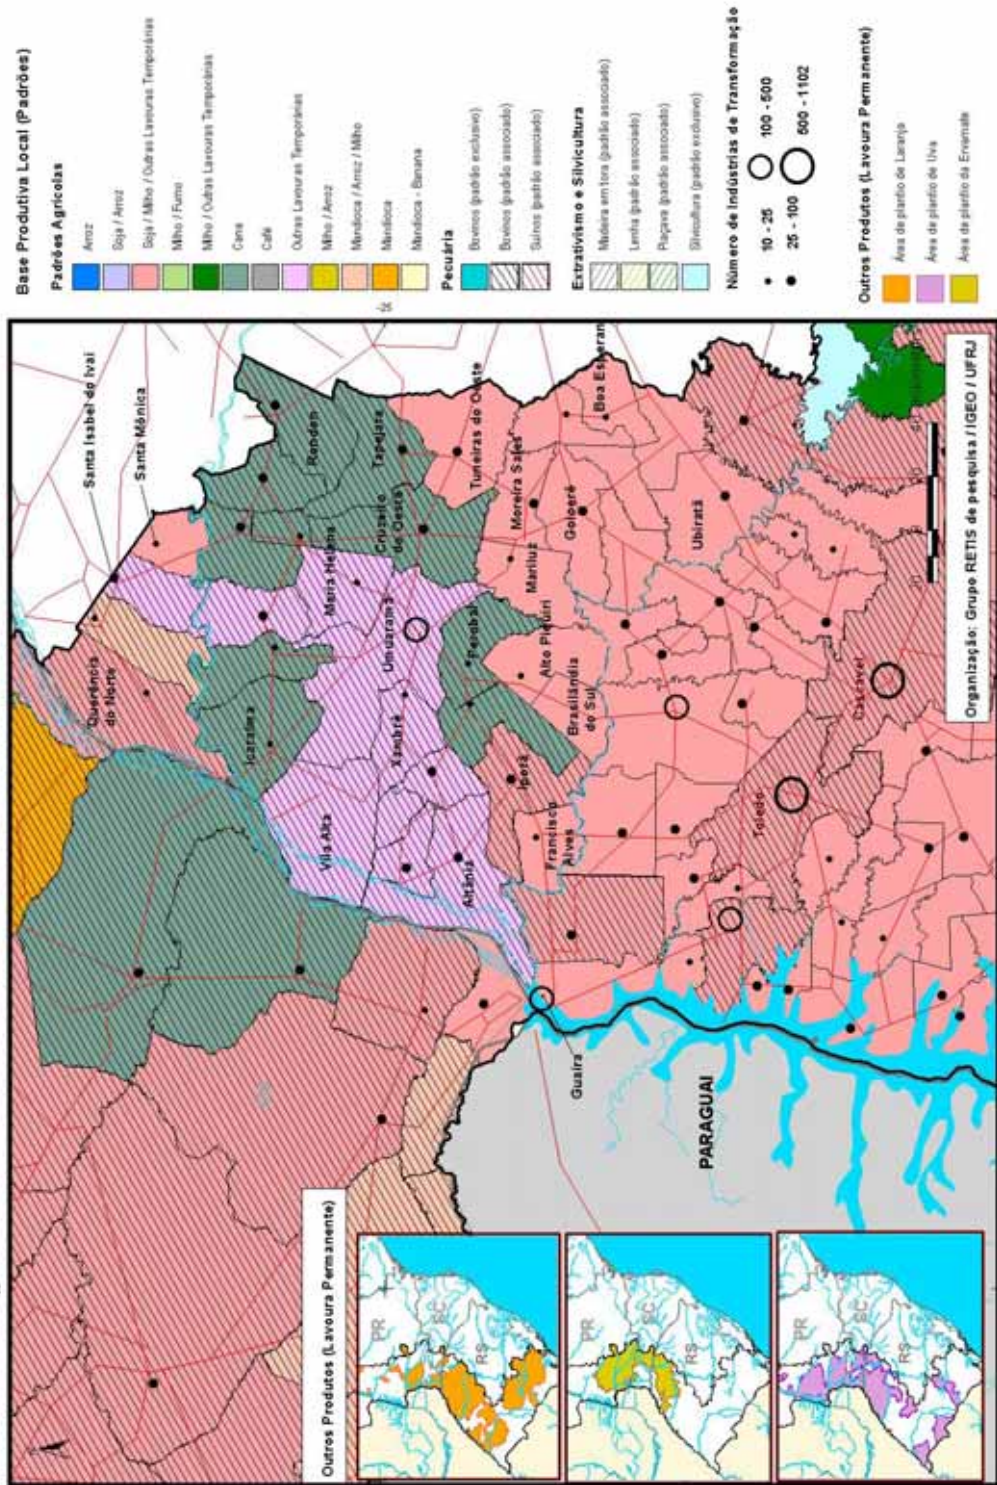 Base Produtiva Local (Padrões)
Padrões Agrícolas
Arroz
Soja / Arroz
Soja / Milho / Outras Lavouras Temporárias
Milho / Fumo
Milho / Outras Lavouras Temporárias
Cana
Café
Outras Lavouras Temporárias
Milho / Arroz
Mandioca / Arroz / Milho
Mandioca
Mandioca - Banana
Pecuária
Bovinos (padrão exclusivo)
Bovinos (padrão associado)
Suínos (padrão associado)
Extrativismo e Silvicultura
Madeira em tora (padrão associado)
Lenha (padrão associado)
Piaçava (padrão associado)
Silvicultura (padrão exclusivo)
Número de Indústrias de Transformação
10 - 25
25 - 100
100 - 500
500 - 1102
Outros Produtos (Lavoura Permanente)
Área de plantio de Laranja
Área de plantio de Uva
Área de plantio da Ervamate
Santa Isabel do Ivaí
Santa Mônica
Querência
do Norte
Icaraíma
Rondon
Tapejara
Cruzeiro
do Oeste
Tuneiras do Oeste
Maria Helena
Umuarama
Vila Alta
Xambrê
Altônia
Perobal
Iporã
Francisco
Alves
Alto Piquiri
Brasilândia
do Sul
Mariluz
Moreira Sales
Goioerê
Boa Esperan
Ubiratã
Guaíra
Toledo
Cascavel
PARAGUAI
-26
20
Organização: Grupo RETIS de pesquisa / IGEO / UFRJ
Outros Produtos (Lavoura Permanente)
PR
SC
RS
PR
SC
RS
PR
SC
RS